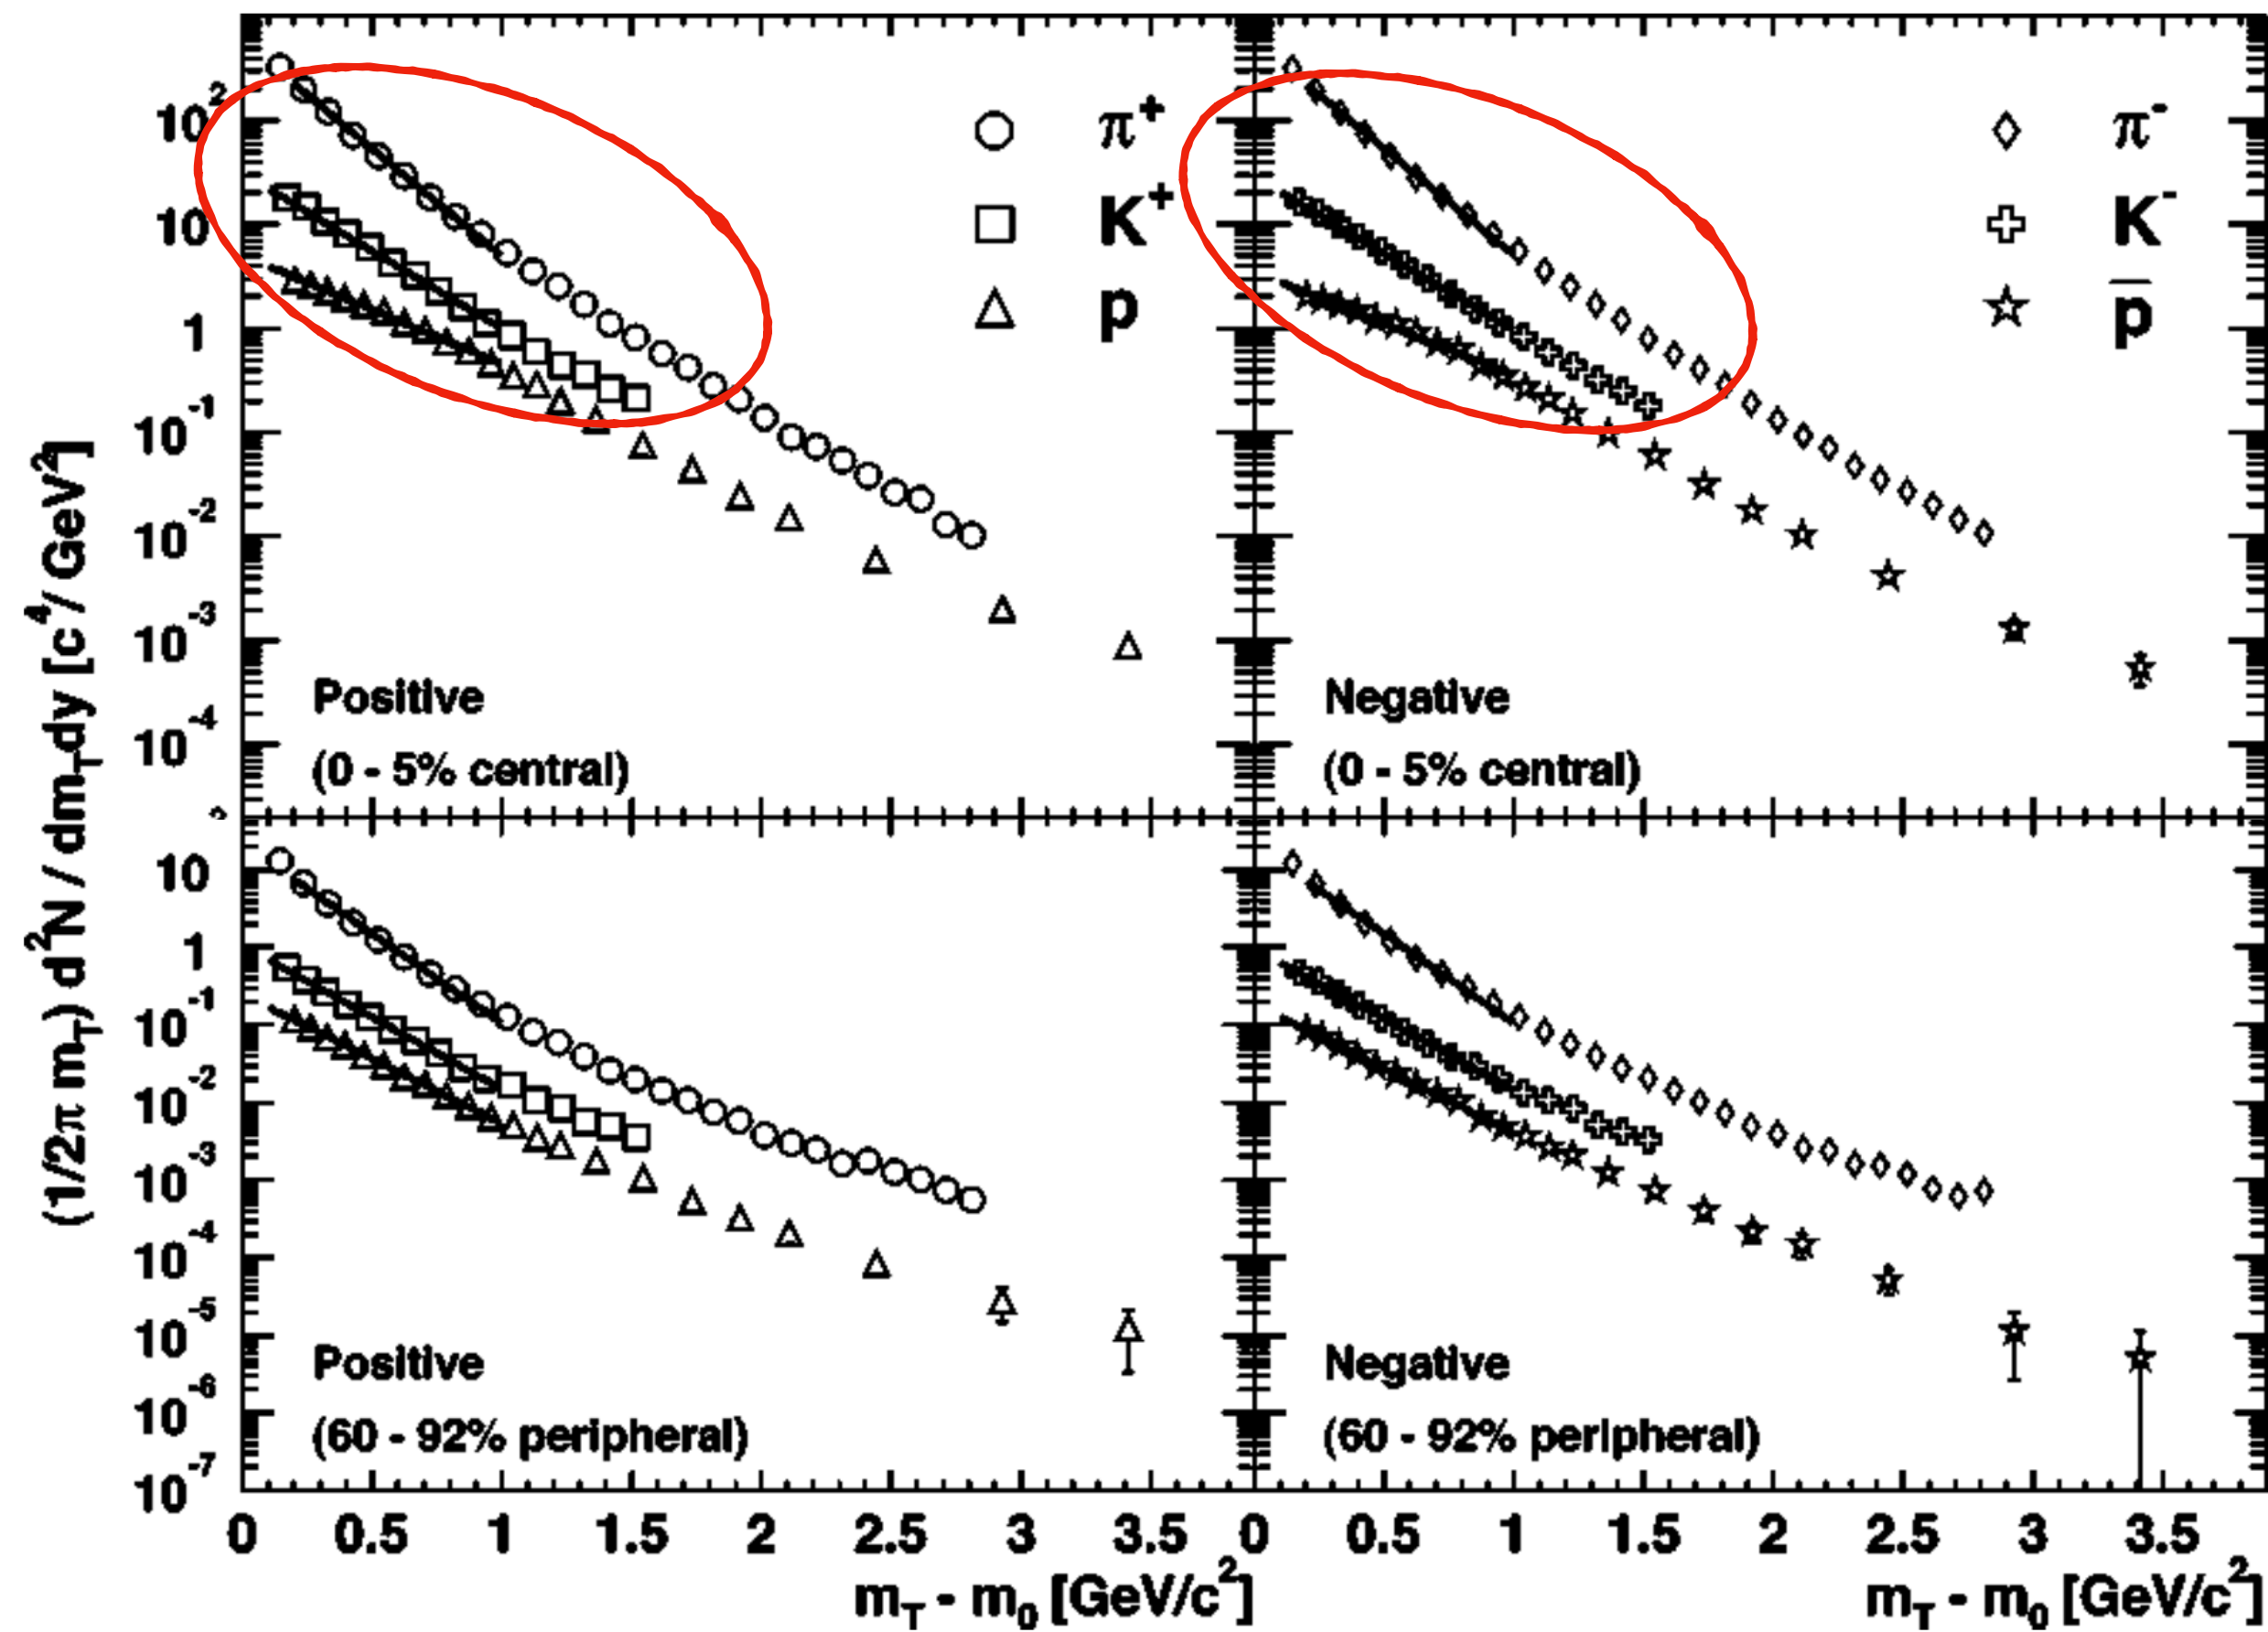 (1/2π m_T) d²N / dm_T dy [c⁴/ GeV²]
10²
10
1
10⁻¹
10⁻²
10⁻³
10⁻⁴
π⁺
K⁺
p
Positive
(0 - 5% central)
π⁻
K⁻
p̅
Negative
(0 - 5% central)
10
1
10⁻¹
10⁻²
10⁻³
10⁻⁴
10⁻⁵
10⁻⁶
10⁻⁷
Positive
(60 - 92% peripheral)
Negative
(60 - 92% peripheral)
0 0.5 1 1.5 2 2.5 3 3.5 0 0.5 1 1.5 2 2.5 3 3.5
m_T - m₀ [GeV/c²]
m_T - m₀ [GeV/c²]